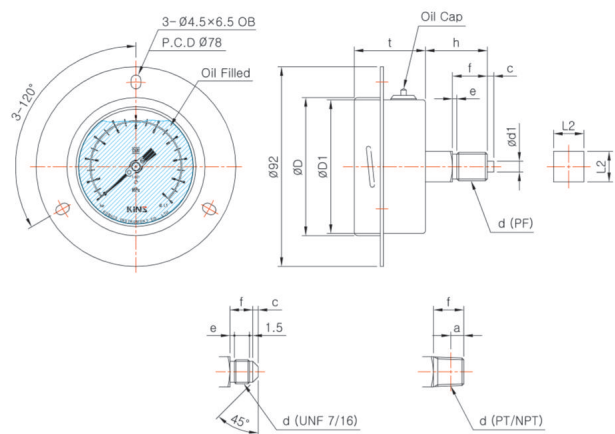 3- Ø4.5×6.5 OB
P.C.D Ø78
Oil Filled
3-120°
Oil Cap
t
h
f
c
e
Ø92
ØD
ØD1
Ød1
L2
L2
d (PF)
KINS
f
c
e
1.5
45°
d (UNF 7/16)
f
a
d (PT/NPT)